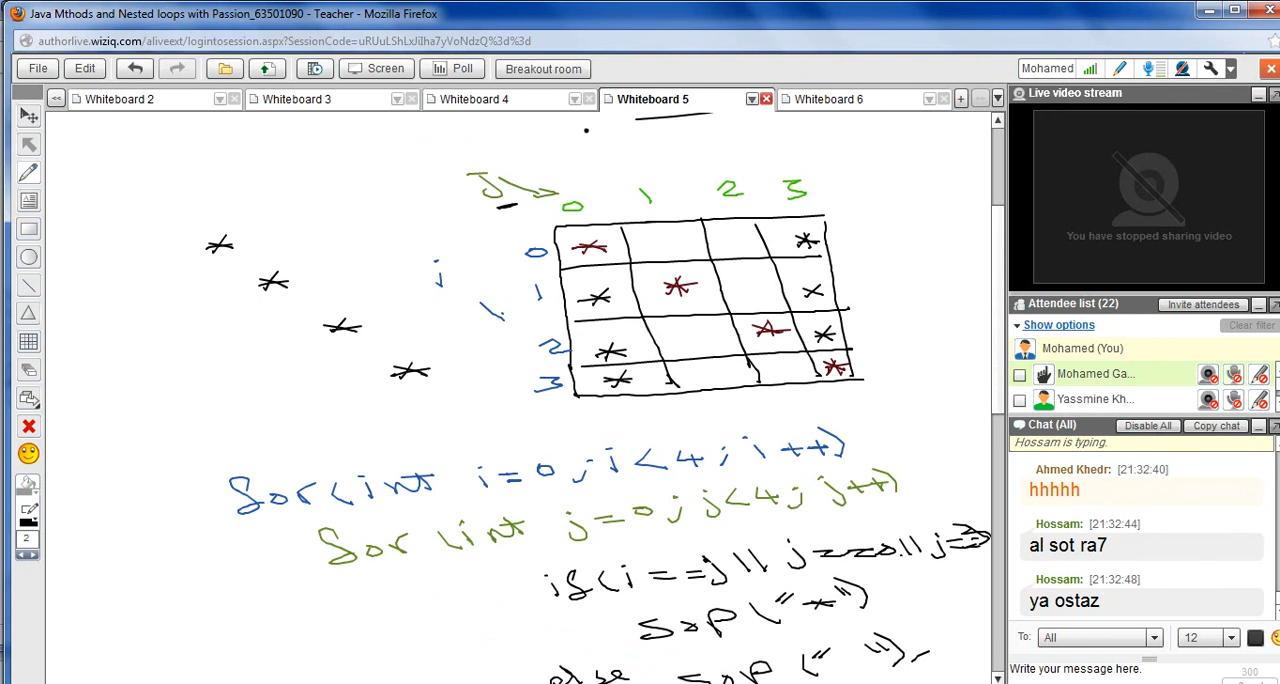 Java Mthods and Nested loops with Passion_63501090 - Teacher - Mozilla Firefox
authorlive.wiziq.com/aliveext/logintosession.aspx?SessionCode=uRUuLShLxJiIha7yVoNdzQ%3d%3d
File Edit Screen Poll Breakout room Mohamed
<< Whiteboard 2 Whiteboard 3 Whiteboard 4 Whiteboard 5 Whiteboard 6
Live video stream
You have stopped sharing video
Attendee list (22) Invite attendees
Show options Clear filter
Mohamed (You)
Mohamed Ga...
Yassmine Kh...
Chat (All) Disable All Copy chat
Hossam is typing.
Ahmed Khedr: [21:32:40]
hhhhh
Hossam: [21:32:44]
al sot ra7
Hossam: [21:32:48]
ya ostaz
To: All 12
Write your message here.
300
2
J
0 1 2 3
0 * *
i
1 * * *
2 * * *
3 * *
*
*
*
*
for(int i=0;i<4;i++)
for(int j=0;j<4;j++)
if(i==j||j==0||j==3)
sop("*")
else sop(" ");